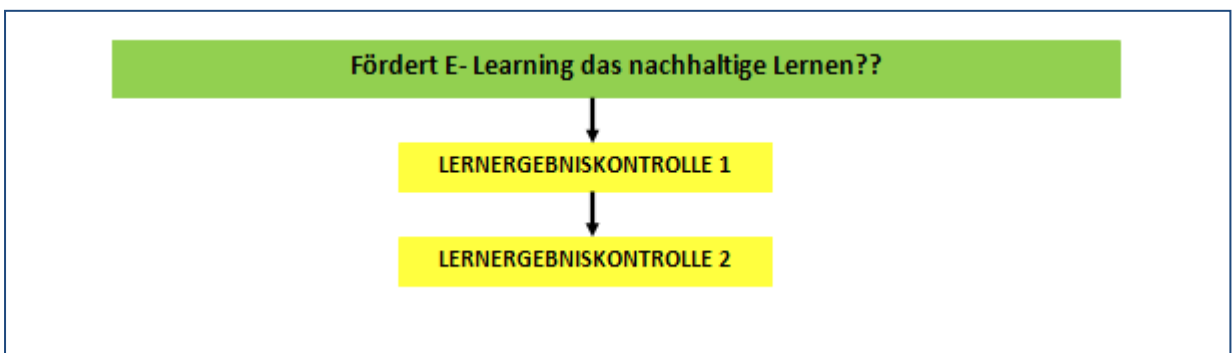 Fördert E- Learning das nachhaltige Lernen??
LERNERGEBNISKONTROLLE 1
LERNERGEBNISKONTROLLE 2